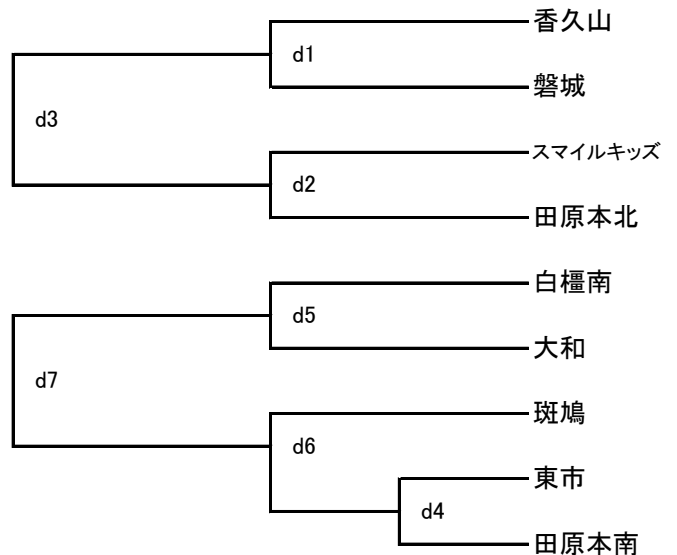 香久山
d1
磐城
d3
スマイルキッズ
d2
田原本北
白橿南
d5
大和
d7
斑鳩
d6
東市
d4
田原本南